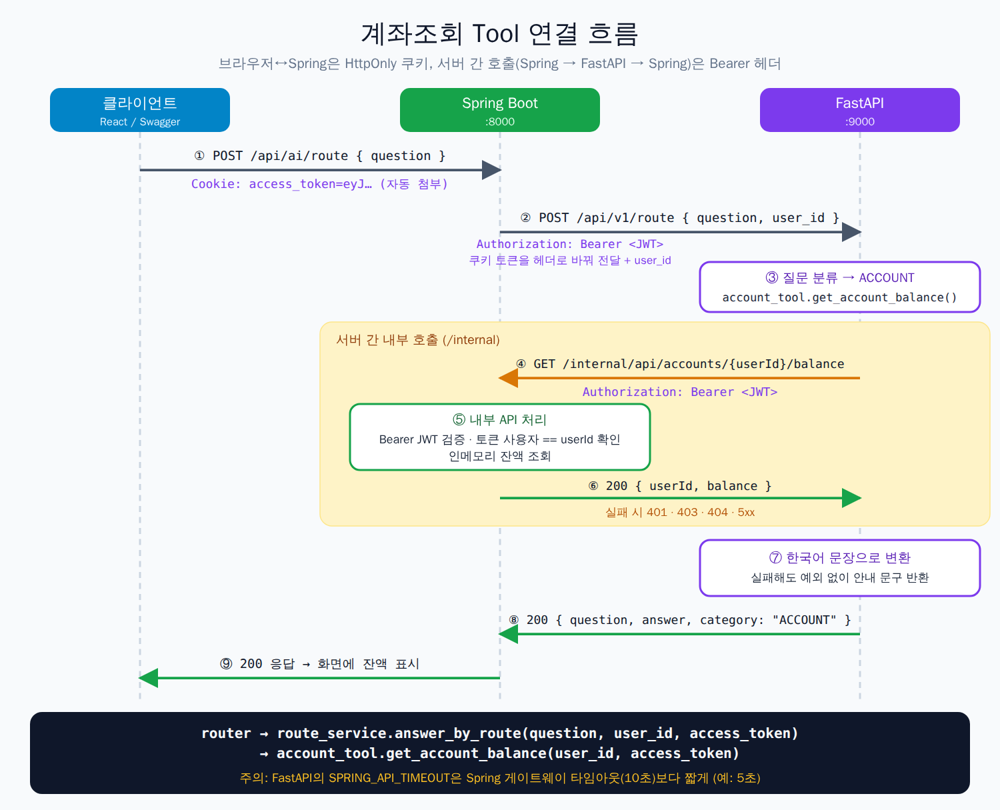 계좌조회 Tool 연결 흐름
브라우저↔Spring은 HttpOnly 쿠키, 서버 간 호출(Spring → FastAPI → Spring)은 Bearer 헤더
클라이언트
React / Swagger
Spring Boot
:8000
FastAPI
:9000
① POST /api/ai/route { question }
Cookie: access_token=eyJ… (자동 첨부)
② POST /api/v1/route { question, user_id }
Authorization: Bearer <JWT>
쿠키 토큰을 헤더로 바꿔 전달 + user_id
③ 질문 분류 → ACCOUNT
account_tool.get_account_balance()
서버 간 내부 호출 (/internal)
④ GET /internal/api/accounts/{userId}/balance
Authorization: Bearer <JWT>
⑤ 내부 API 처리
Bearer JWT 검증 · 토큰 사용자 == userId 확인
인메모리 잔액 조회
⑥ 200 { userId, balance }
실패 시 401 · 403 · 404 · 5xx
⑦ 한국어 문장으로 변환
실패해도 예외 없이 안내 문구 반환
⑧ 200 { question, answer, category: "ACCOUNT" }
⑨ 200 응답 → 화면에 잔액 표시
router → route_service.answer_by_route(question, user_id, access_token)
→ account_tool.get_account_balance(user_id, access_token)
주의: FastAPI의 SPRING_API_TIMEOUT은 Spring 게이트웨이 타임아웃(10초)보다 짧게 (예: 5초)